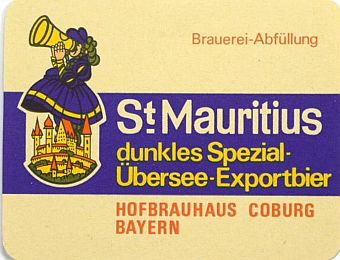 Brauerei-Abfüllung
St Mauritius
dunkles Spezial-
Übersee-Exportbier
HOFBRAUHAUS COBURG
BAYERN